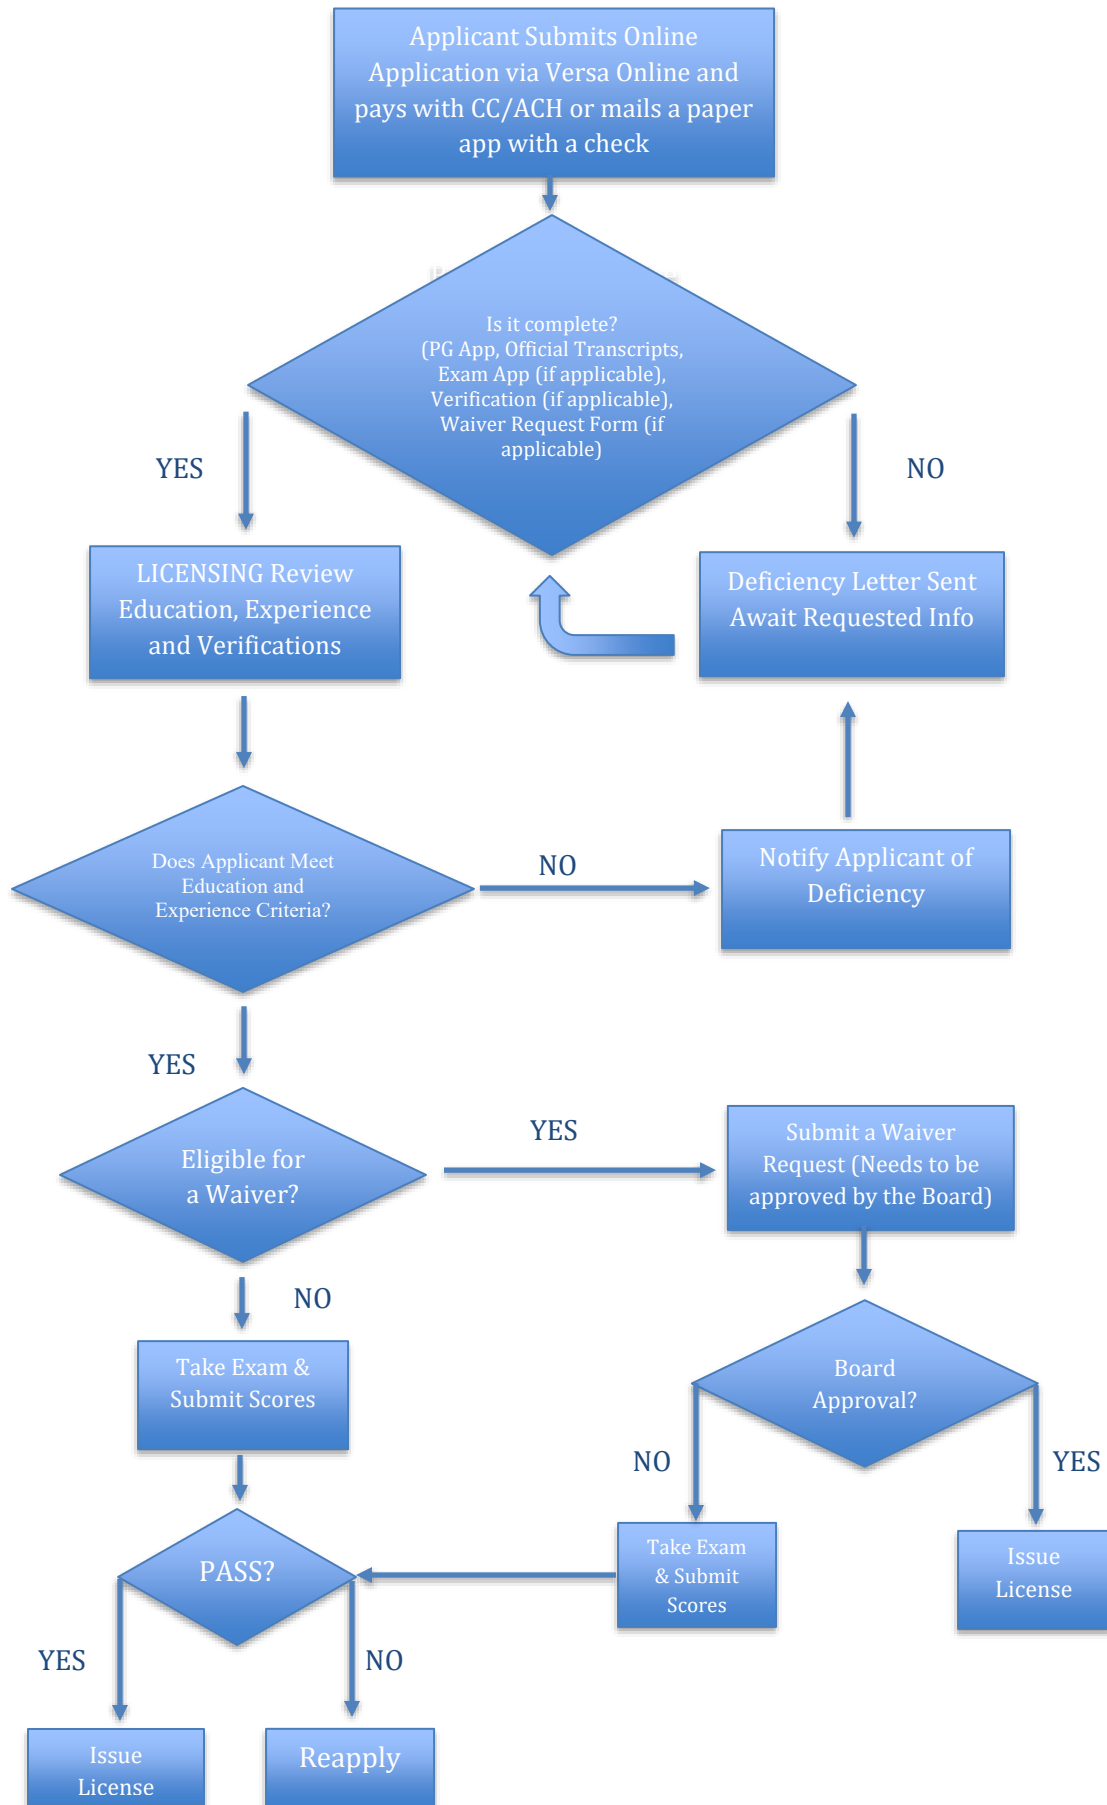 Applicant Submits Online
Application via Versa Online and
pays with CC/ACH or mails a paper
app with a check
Is it complete?
(PG App, Official Transcripts,
Exam App (if applicable),
Verification (if applicable),
Waiver Request Form (if
applicable)
YES
NO
LICENSING Review
Education, Experience
and Verifications
Deficiency Letter Sent
Await Requested Info
Does Applicant Meet
Education and
Experience Criteria?
NO
Notify Applicant of
Deficiency
YES
Eligible for
a Waiver?
YES
Submit a Waiver
Request (Needs to be
approved by the Board)
NO
Take Exam &
Submit Scores
Board
Approval?
NO
YES
PASS?
Take Exam
& Submit
Scores
Issue
License
YES
NO
Issue
License
Reapply